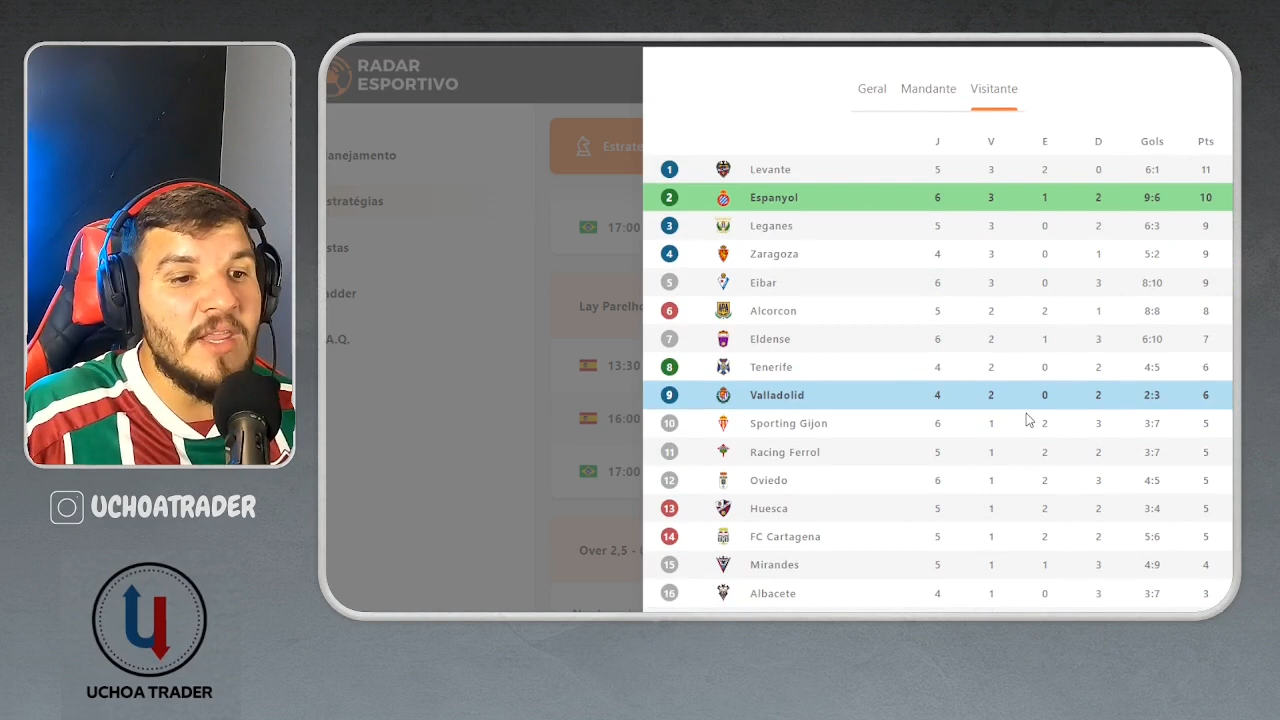 RADAR
ESPORTIVO
Geral Mandante Visitante
anejamento
stratégias
stas
adder
A.Q.
Estrate
17:00
Lay Parelho
13:30
16:00
17:00
Over 2,5 -
J V E D Gols Pts
1 Levante 5 3 2 0 6:1 11
2 Espanyol 6 3 1 2 9:6 10
3 Leganes 5 3 0 2 6:3 9
4 Zaragoza 4 3 0 1 5:2 9
5 Eibar 6 3 0 3 8:10 9
6 Alcorcon 5 2 2 1 8:8 8
7 Eldense 6 2 1 3 6:10 7
8 Tenerife 4 2 0 2 4:5 6
9 Valladolid 4 2 0 2 2:3 6
10 Sporting Gijon 6 1 2 3 3:7 5
11 Racing Ferrol 5 1 2 2 3:7 5
12 Oviedo 6 1 2 3 4:5 5
13 Huesca 5 1 2 2 3:4 5
14 FC Cartagena 5 1 2 2 5:6 5
15 Mirandes 5 1 1 3 4:9 4
16 Albacete 4 1 0 3 3:7 3
UCHOATRADER
U
UCHOA TRADER